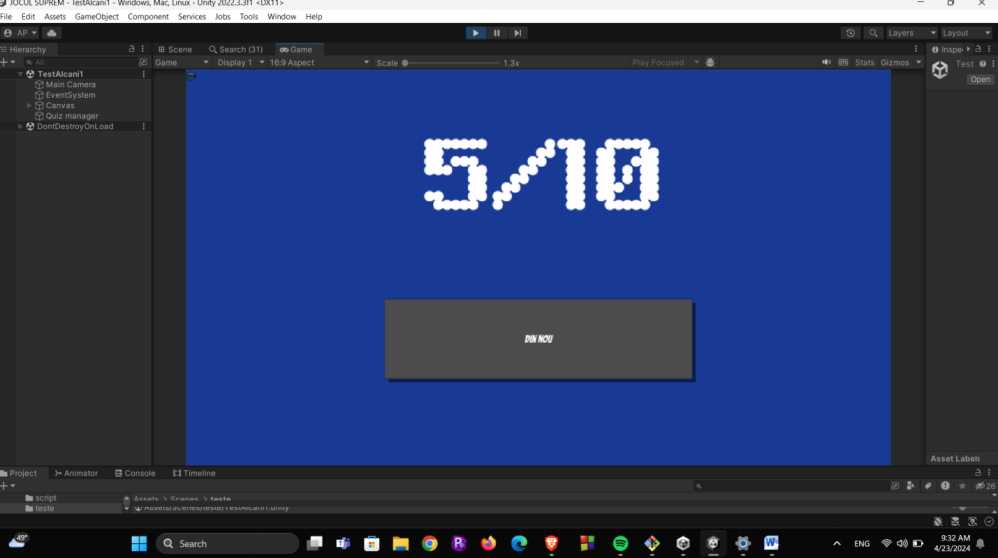 JOCUL SUPREM - TestAlcani1 - Windows, Mac, Linux - Unity 2022.3.3f1 <DX11>
File Edit Assets GameObject Component Services Jobs Tools Window Help
AP Layers Layout
Hierarchy Scene Search (31) Game Inspe
All Game Display 1 16:9 Aspect Scale 1.3x Play Focused Stats Gizmos
TestAlcani1
Test
Open
Main Camera
EventSystem
Canvas
Quiz manager
DontDestroyOnLoad
5/10
DIN NOU
Asset Labels
Project Animator Console Timeline
26
script
Assets > Scenes > teste
teste
Assets/Scenes/teste/TestAlcani1.unity
49°
Search
ENG
9:32 AM
4/23/2024